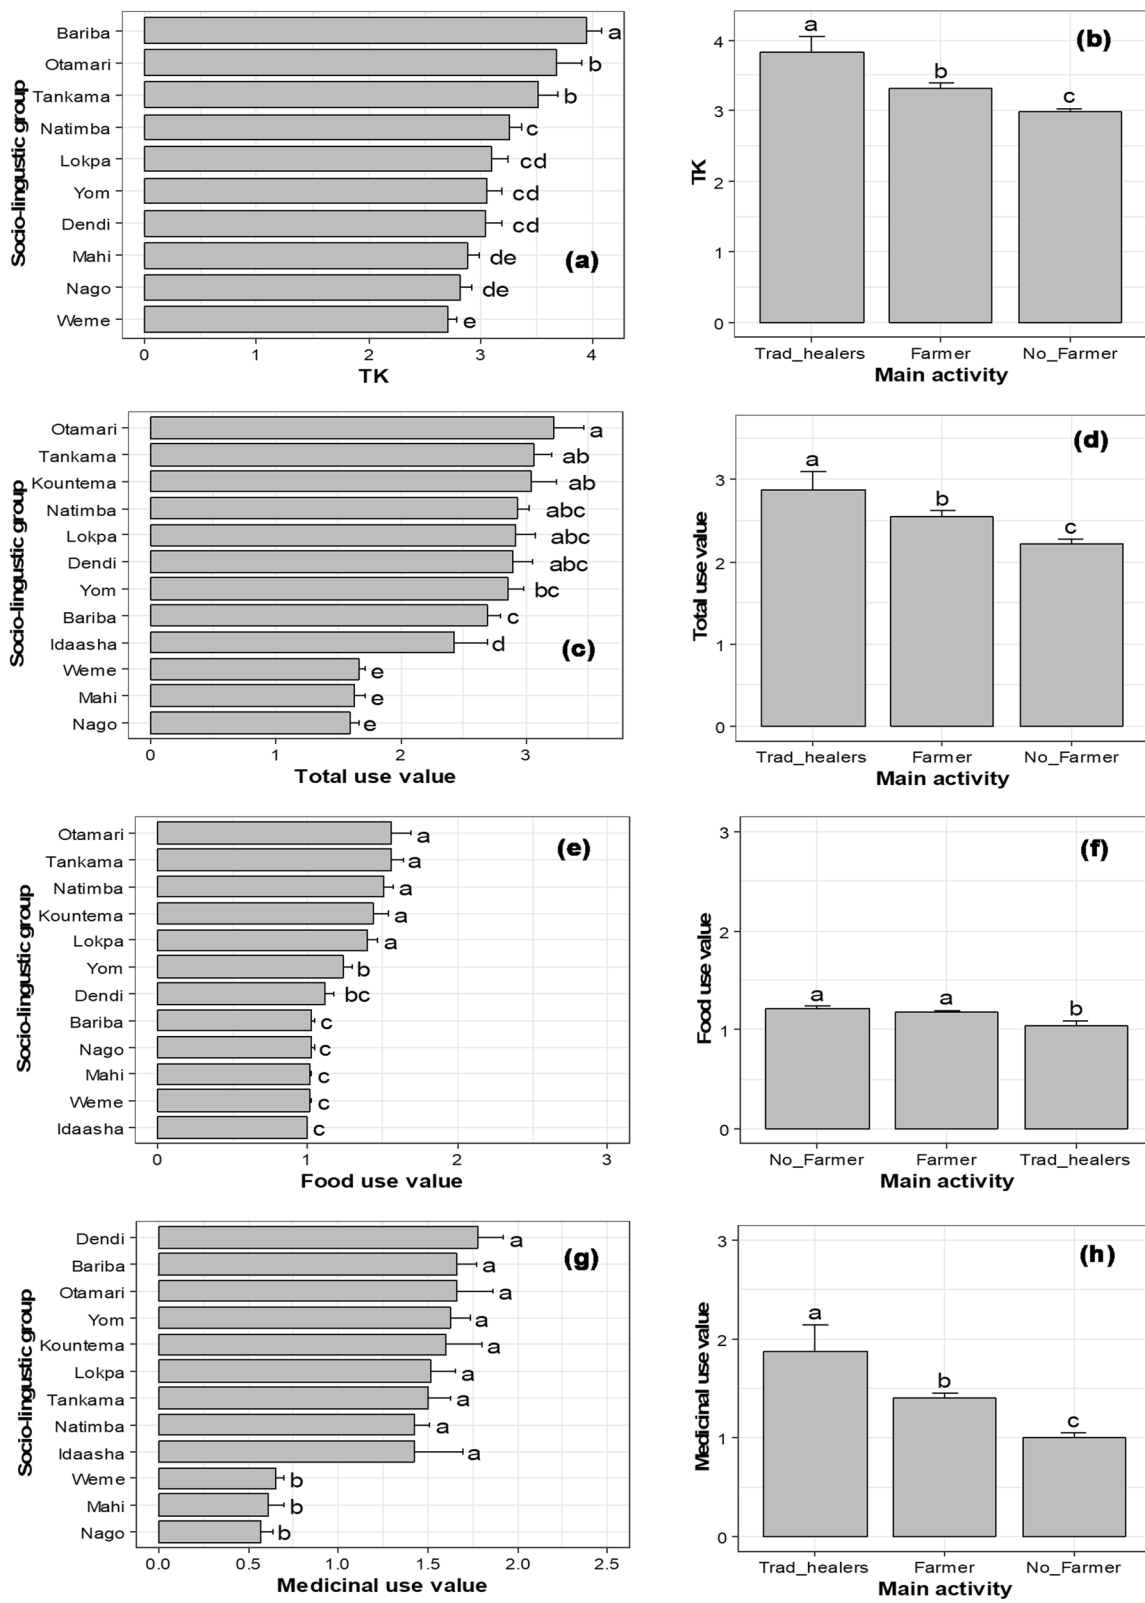 Socio-lingustic group
Bariba a
Otamari b
Tankama b
Natimba c
Lokpa cd
Yom cd
Dendi cd
Mahi de
Nago de
Weme e
(a)
0 1 2 3 4
TK
(b)
TK
4
3
2
1
0
a
b
c
Trad_healers Farmer No_Farmer
Main activity
Socio-lingustic group
Otamari a
Tankama ab
Kountema ab
Natimba abc
Lokpa abc
Dendi abc
Yom bc
Bariba c
Idaasha d
Weme e
Mahi e
Nago e
(c)
0 1 2 3
Total use value
(d)
Total use value
3
2
1
0
a
b
c
Trad_healers Farmer No_Farmer
Main activity
Socio-lingustic group
Otamari a
Tankama a
Natimba a
Kountema a
Lokpa a
Yom b
Dendi bc
Bariba c
Nago c
Mahi c
Weme c
Idaasha c
(e)
0 1 2 3
Food use value
(f)
Food use value
3
2
1
0
a
a
b
No_Farmer Farmer Trad_healers
Main activity
Socio-lingustic group
Dendi a
Bariba a
Otamari a
Yom a
Kountema a
Lokpa a
Tankama a
Natimba a
Idaasha a
Weme b
Mahi b
Nago b
(g)
0.0 0.5 1.0 1.5 2.0 2.5
Medicinal use value
(h)
Medicinal use value
3
2
1
0
a
b
c
Trad_healers Farmer No_Farmer
Main activity